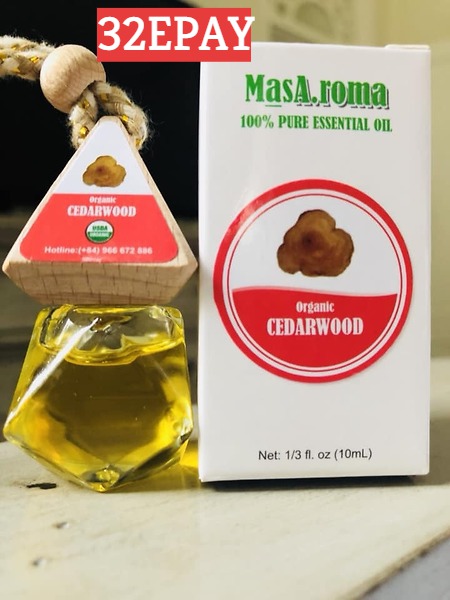 32EPAY
MasA.roma
100% PURE ESSENTIAL OIL
Organic
CEDARWOOD
USDA
ORGANIC
Hotline:(+84) 966 672 886
Organic
CEDARWOOD
Net: 1/3 fl. oz (10mL)